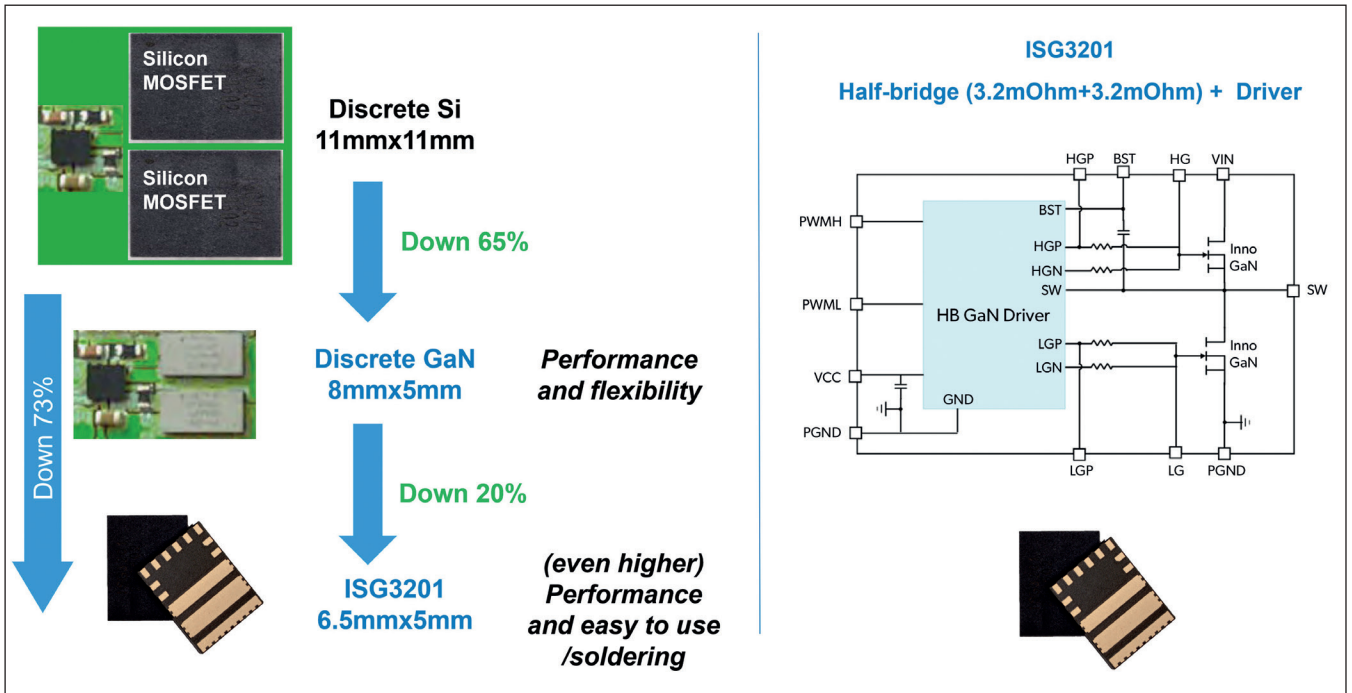 Silicon
MOSFET
Silicon
MOSFET
Discrete Si
11mmx11mm
Down 65%
Down 73%
Discrete GaN
8mmx5mm
Performance
and flexibility
Down 20%
ISG3201
6.5mmx5mm
(even higher)
Performance
and easy to use
/soldering
ISG3201
Half-bridge (3.2mOhm+3.2mOhm) + Driver
HGP BST HG VIN
PWMH
BST
HGP
HGN
SW
Inno
GaN
SW
PWML
HB GaN Driver
LGP
LGN
Inno
GaN
VCC
GND
PGND
LGP LG PGND